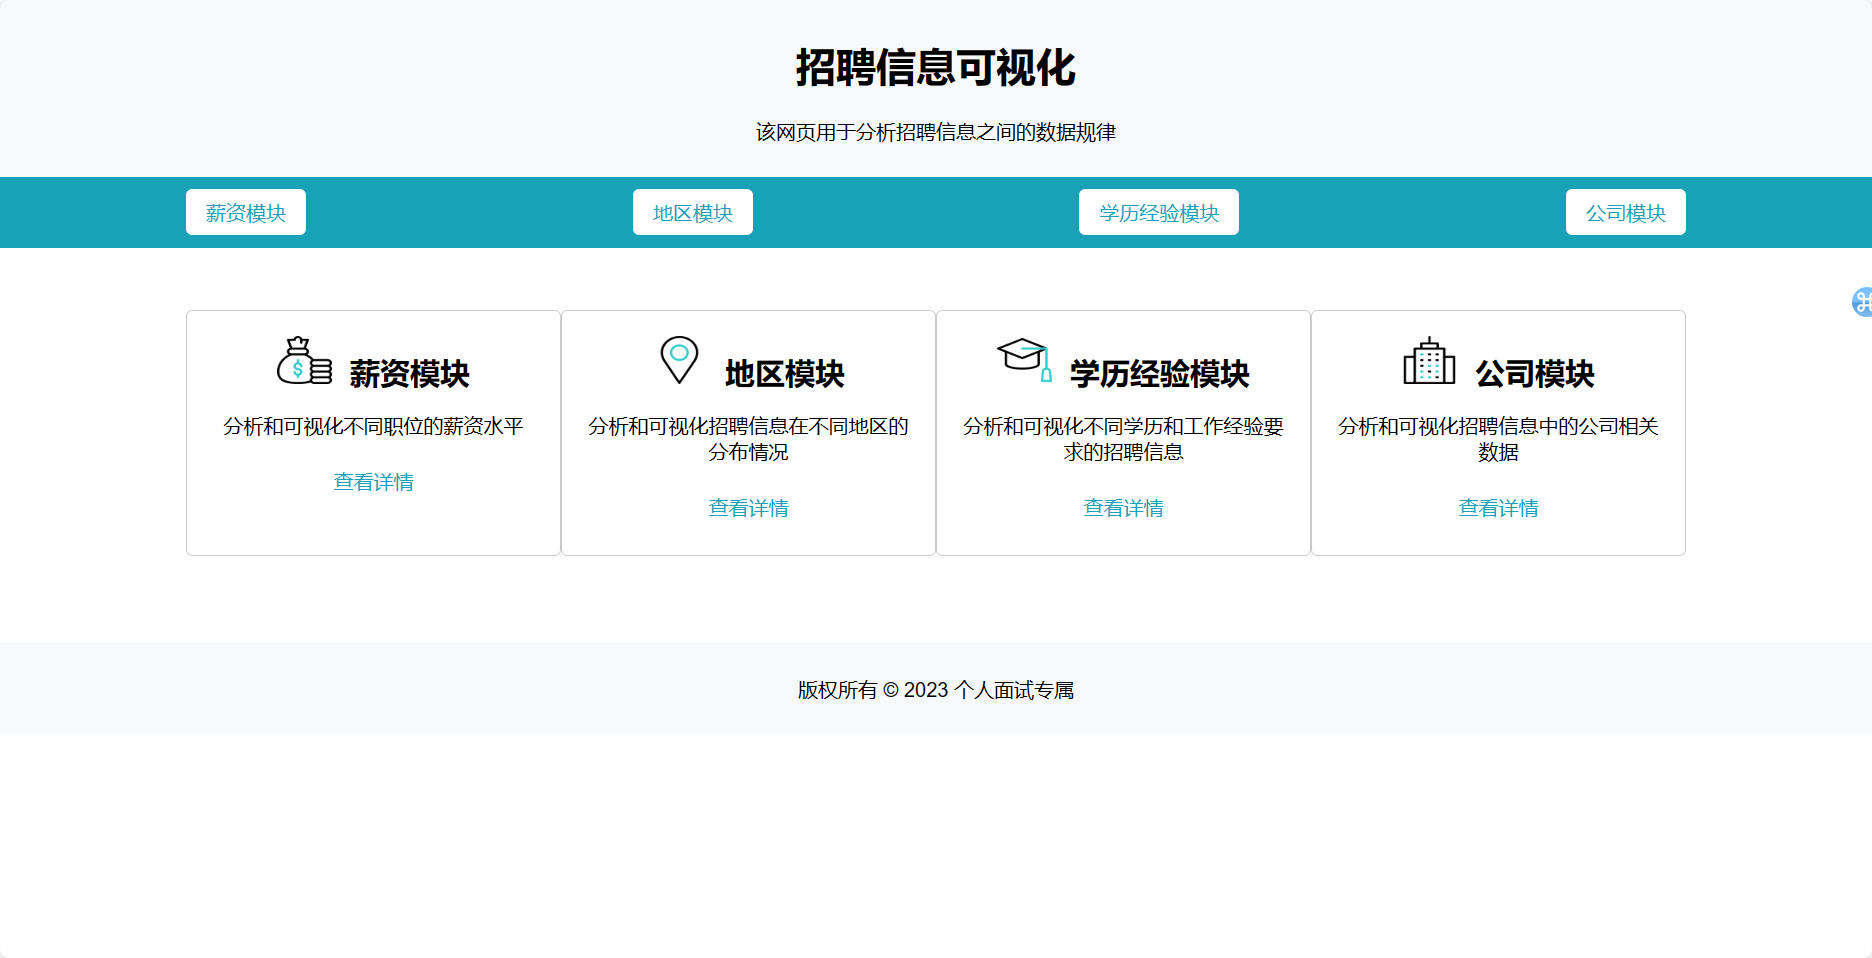 招聘信息可视化
该网页用于分析招聘信息之间的数据规律
薪资模块
地区模块
学历经验模块
公司模块
薪资模块
分析和可视化不同职位的薪资水平
查看详情
地区模块
分析和可视化招聘信息在不同地区的
分布情况
查看详情
学历经验模块
分析和可视化不同学历和工作经验要
求的招聘信息
查看详情
公司模块
分析和可视化招聘信息中的公司相关
数据
查看详情
版权所有 © 2023 个人面试专属